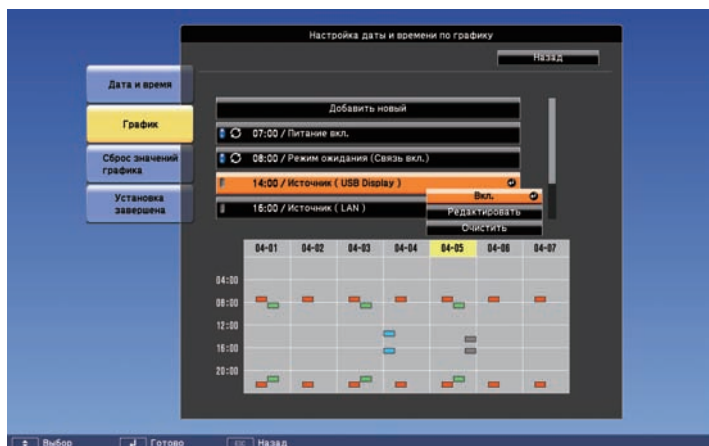 Настройка даты и времени по графику
Назад
Дата и время
График
Сброс значений
графика
Установка
завершена
Добавить новый
07:00 / Питание вкл.
08:00 / Режим ожидания (Связь вкл.)
14:00 / Источник ( USB Display )
16:00 / Источник ( LAN )
Вкл.
Редактировать
Очистить
04-01 04-02 04-03 04-04 04-05 04-06 04-07
04:00
08:00
12:00
16:00
20:00
Выбор Готово Esc Назад